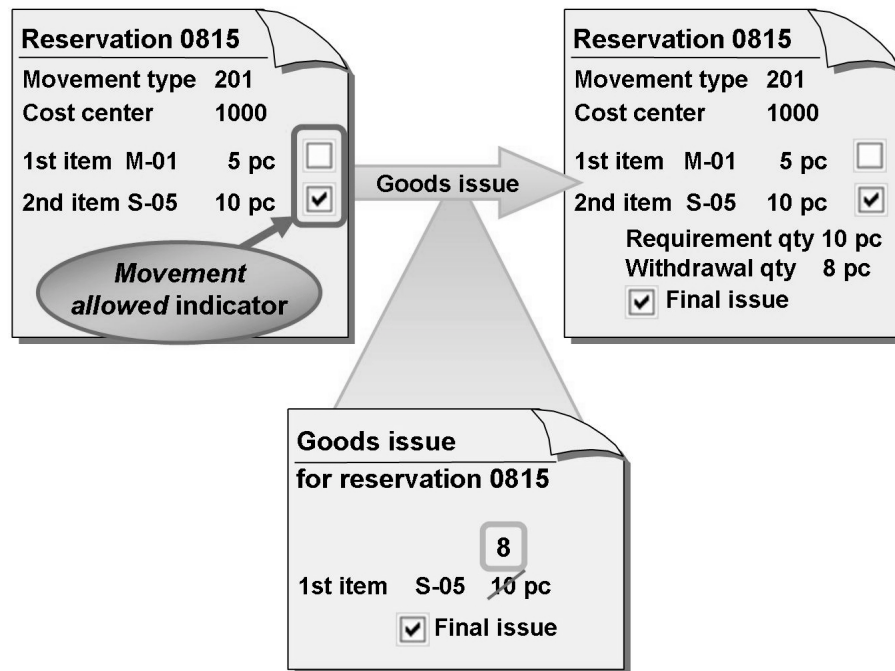 Reservation 0815
Movement type 201
Cost center 1000
1st item M-01 5 pc
2nd item S-05 10 pc
Movement
allowed indicator
Goods issue
Reservation 0815
Movement type 201
Cost center 1000
1st item M-01 5 pc
2nd item S-05 10 pc
Requirement qty 10 pc
Withdrawal qty 8 pc
Final issue
Goods issue
for reservation 0815
8
1st item S-05 10 pc
Final issue